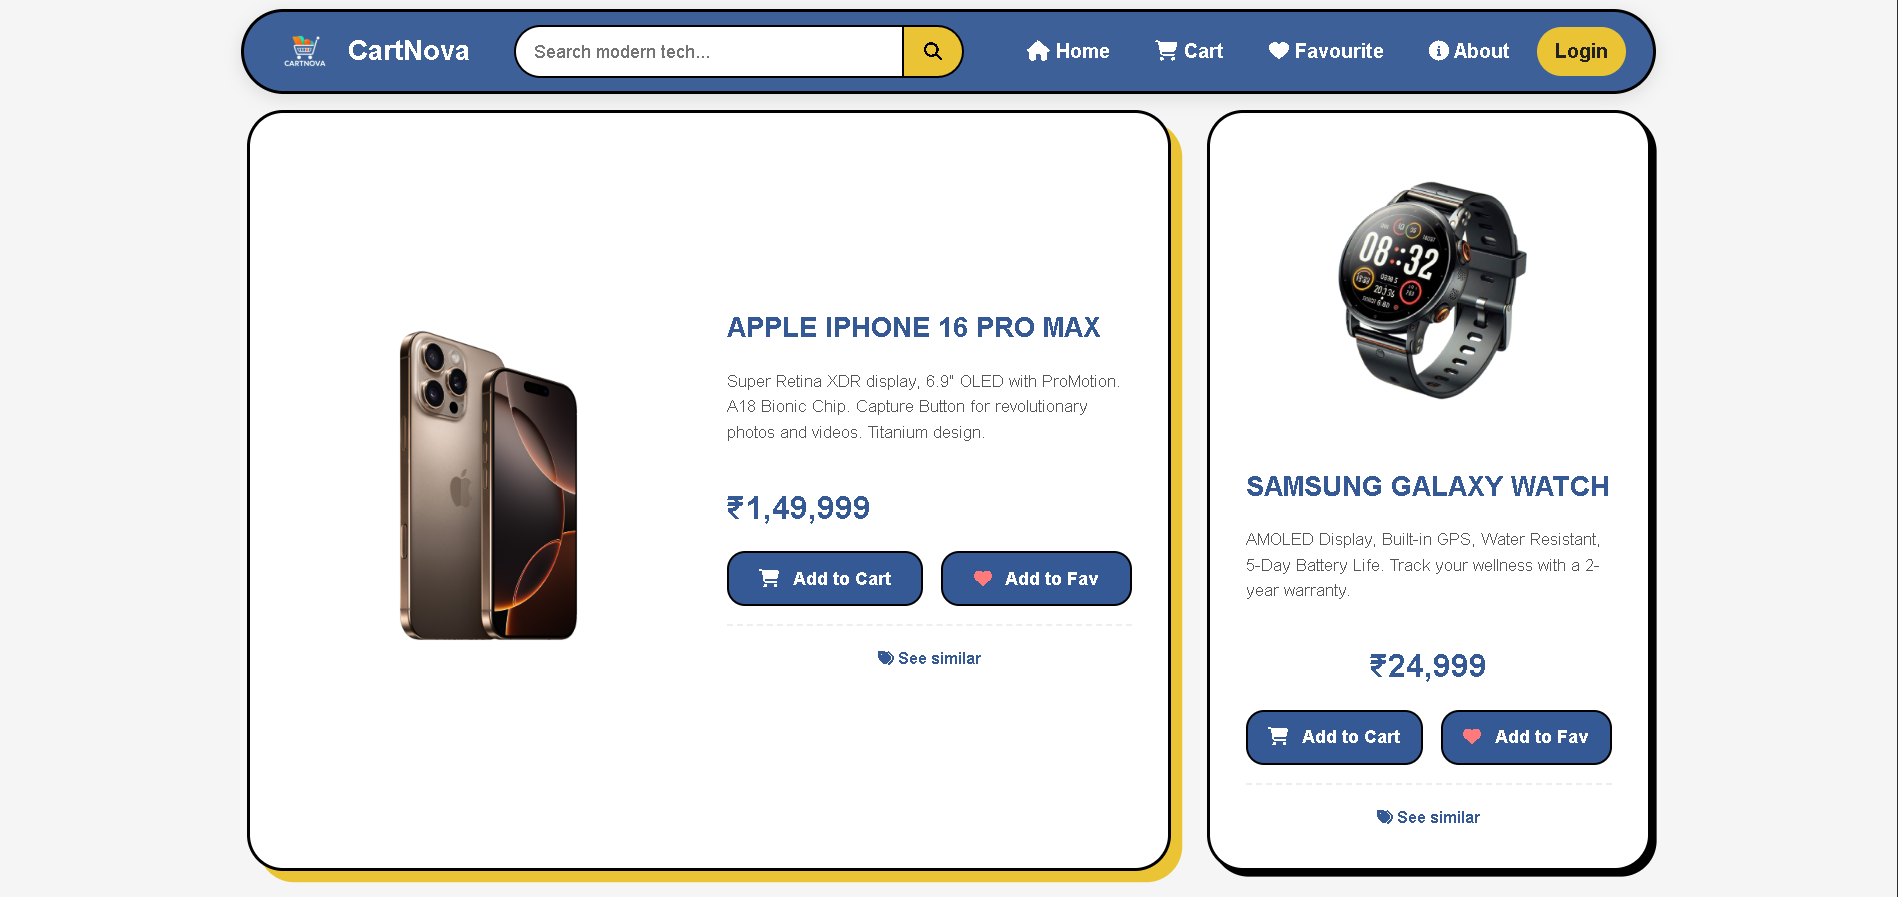 CARTNOVA
CartNova
Search modern tech...
Home
Cart
Favourite
About
Login
APPLE IPHONE 16 PRO MAX
Super Retina XDR display, 6.9" OLED with ProMotion.
A18 Bionic Chip. Capture Button for revolutionary
photos and videos. Titanium design.
₹1,49,999
Add to Cart
Add to Fav
See similar
08:32
SAMSUNG GALAXY WATCH
AMOLED Display, Built-in GPS, Water Resistant,
5-Day Battery Life. Track your wellness with a 2-
year warranty.
₹24,999
Add to Cart
Add to Fav
See similar